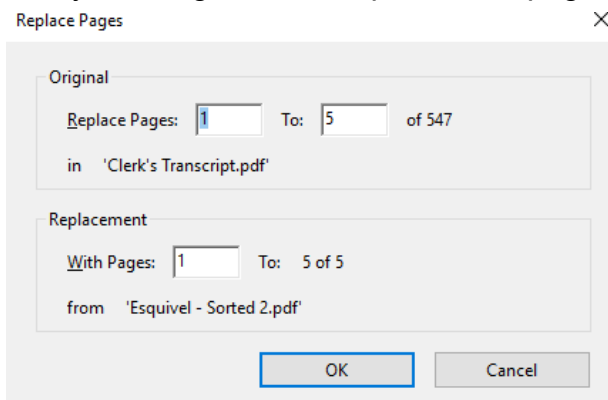 Replace Pages
Original
Replace Pages: 1 To: 5 of 547
in 'Clerk's Transcript.pdf'
Replacement
With Pages: 1 To: 5 of 5
from 'Esquivel - Sorted 2.pdf'
OK Cancel